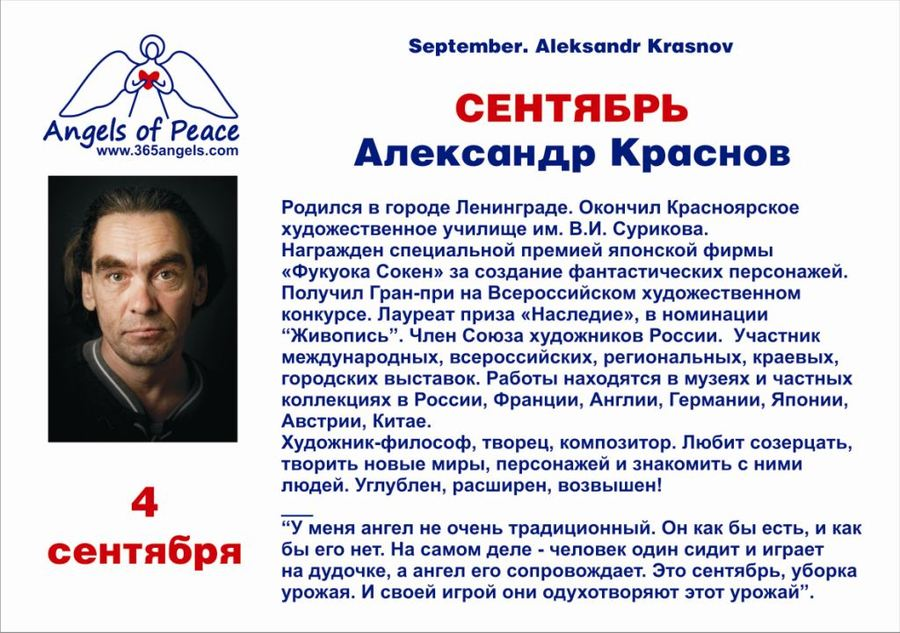 Angels of Peace
www.365angels.com
September. Aleksandr Krasnov
СЕНТЯБРЬ
Александр Краснов
Родился в городе Ленинграде. Окончил Красноярское
художественное училище им. В.И. Сурикова.
Награжден специальной премией японской фирмы
«Фукуока Сокен» за создание фантастических персонажей.
Получил Гран-при на Всероссийском художественном
конкурсе. Лауреат приза «Наследие», в номинации
“Живопись”. Член Союза художников России. Участник
международных, всероссийских, региональных, краевых,
городских выставок. Работы находятся в музеях и частных
коллекциях в России, Франции, Англии, Германии, Японии,
Австрии, Китае.
Художник-философ, творец, композитор. Любит созерцать,
творить новые миры, персонажей и знакомить с ними
людей. Углублен, расширен, возвышен!
___
“У меня ангел не очень традиционный. Он как бы есть, и как
бы его нет. На самом деле - человек один сидит и играет
на дудочке, а ангел его сопровождает. Это сентябрь, уборка
урожая. И своей игрой они одухотворяют этот урожай”.
4
сентября